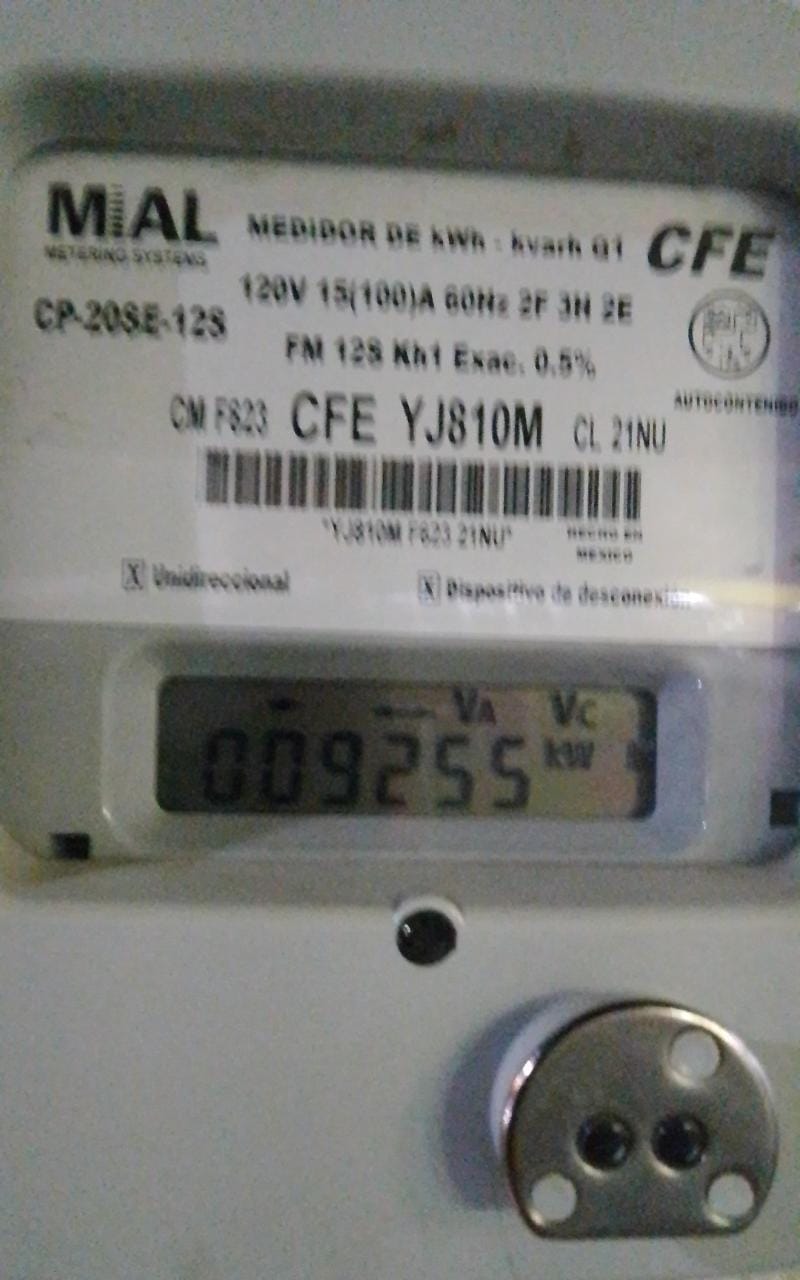 MIAL
METERING SYSTEMS
MEDIDOR DE kWh - kvarh Q1
CFE
120V 15(100)A 60Hz 2F 3H 2E
CP-20SE-12S
FM 12S Kh1 Exac. 0.5%
AUTOCONTENIDO
CM F623 CFE YJ810M CL 21NU
*YJ810M F623 21NU*
HECHO EN
MEXICO
X Unidireccional
X Dispositivo de desconexión
VA VC
009255 kW